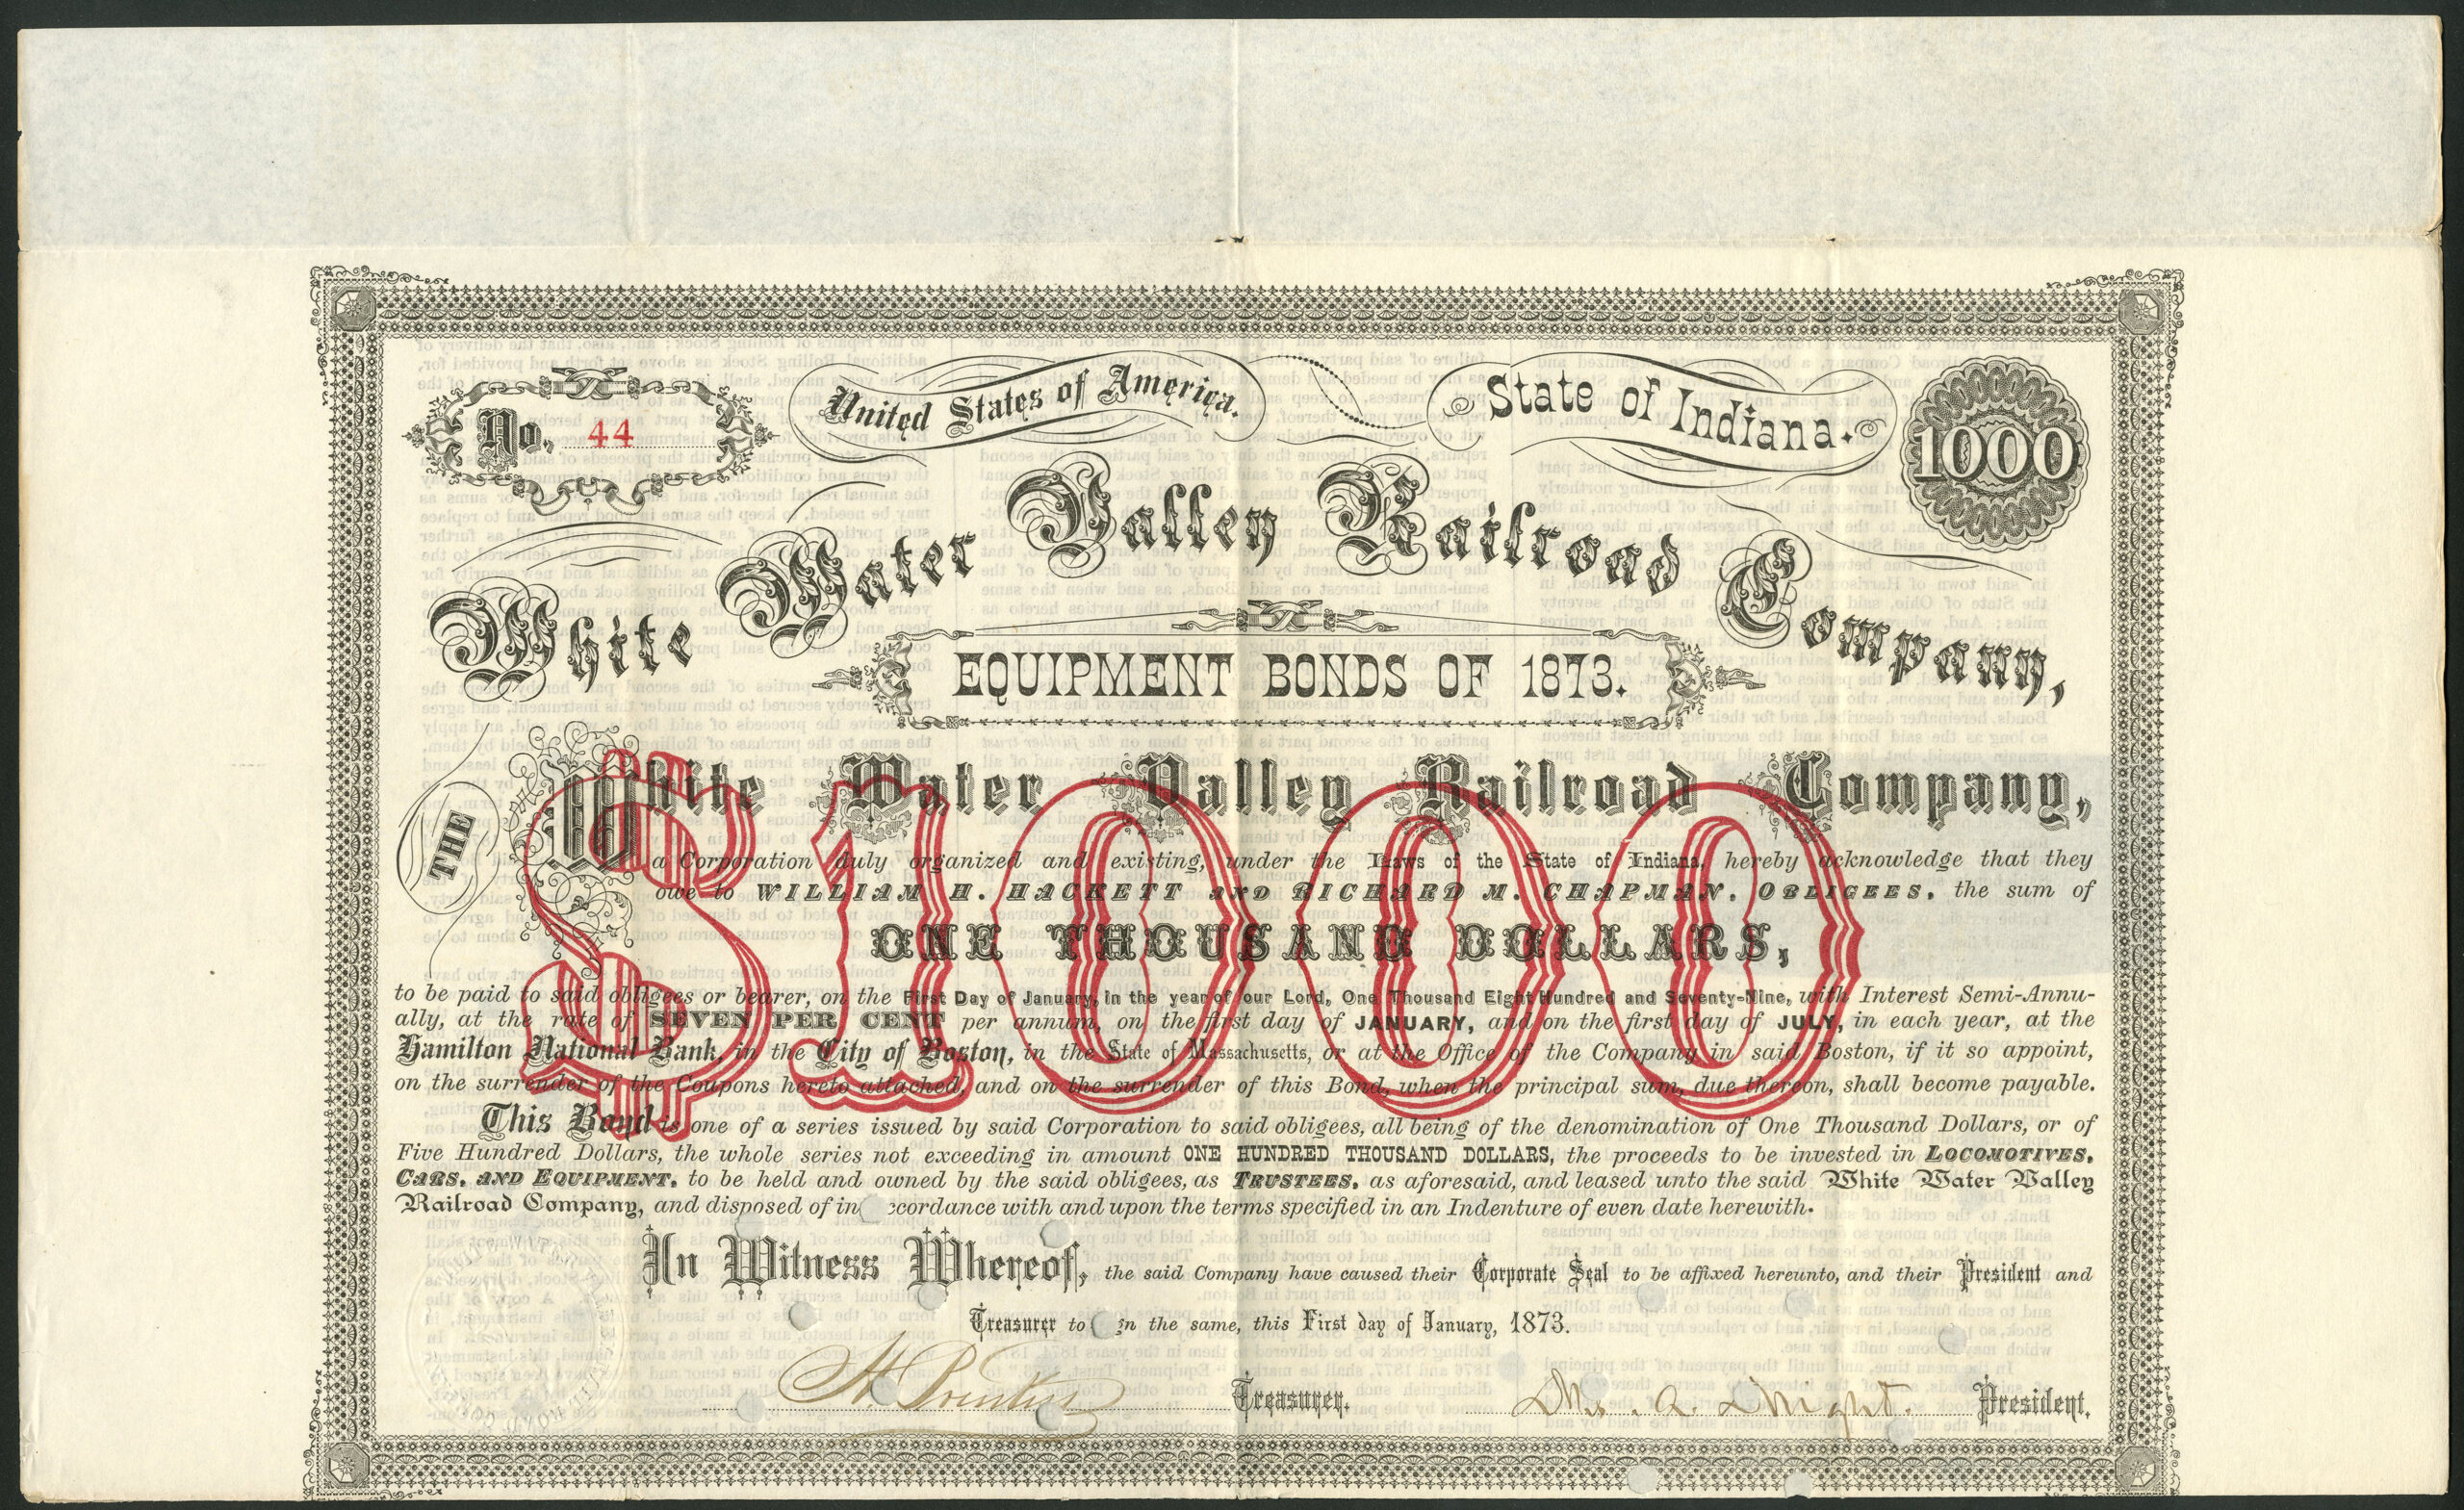 No. 44
United States of America.
State of Indiana.
1000
White Water Valley Railroad Company,
EQUIPMENT BONDS OF 1873.
$1000
THE White Water Valley Railroad Company,
a Corporation duly organized and existing, under the Laws of the State of Indiana, hereby acknowledge that they
owe to WILLIAM H. HACKETT AND RICHARD M. CHAPMAN, OBLIGEES, the sum of
ONE THOUSAND DOLLARS,
to be paid to said obligees or bearer, on the First Day of January, in the year of our Lord, One Thousand Eight Hundred and Seventy-Nine, with Interest Semi-Annu-
ally, at the rate of SEVEN PER CENT per annum, on the first day of JANUARY, and on the first day of JULY, in each year, at the
Hamilton National Bank, in the City of Boston, in the State of Massachusetts, or at the Office of the Company in said Boston, if it so appoint,
on the surrender of the Coupons hereto attached, and on the surrender of this Bond, when the principal sum, due thereon, shall become payable.
This Bond is one of a series issued by said Corporation to said obligees, all being of the denomination of One Thousand Dollars, or of
Five Hundred Dollars, the whole series not exceeding in amount ONE HUNDRED THOUSAND DOLLARS, the proceeds to be invested in LOCOMOTIVES,
CARS, AND EQUIPMENT, to be held and owned by the said obligees, as TRUSTEES, as aforesaid, and leased unto the said White Water Valley
Railroad Company, and disposed of in ccordance with and upon the terms specified in an Indenture of even date herewith.
In Witness Whereof, the said Company have caused their Corporate Seal to be affixed hereunto, and their President and
Treasurer to gn the same, this First day of January, 1873.
Treasurer. President.